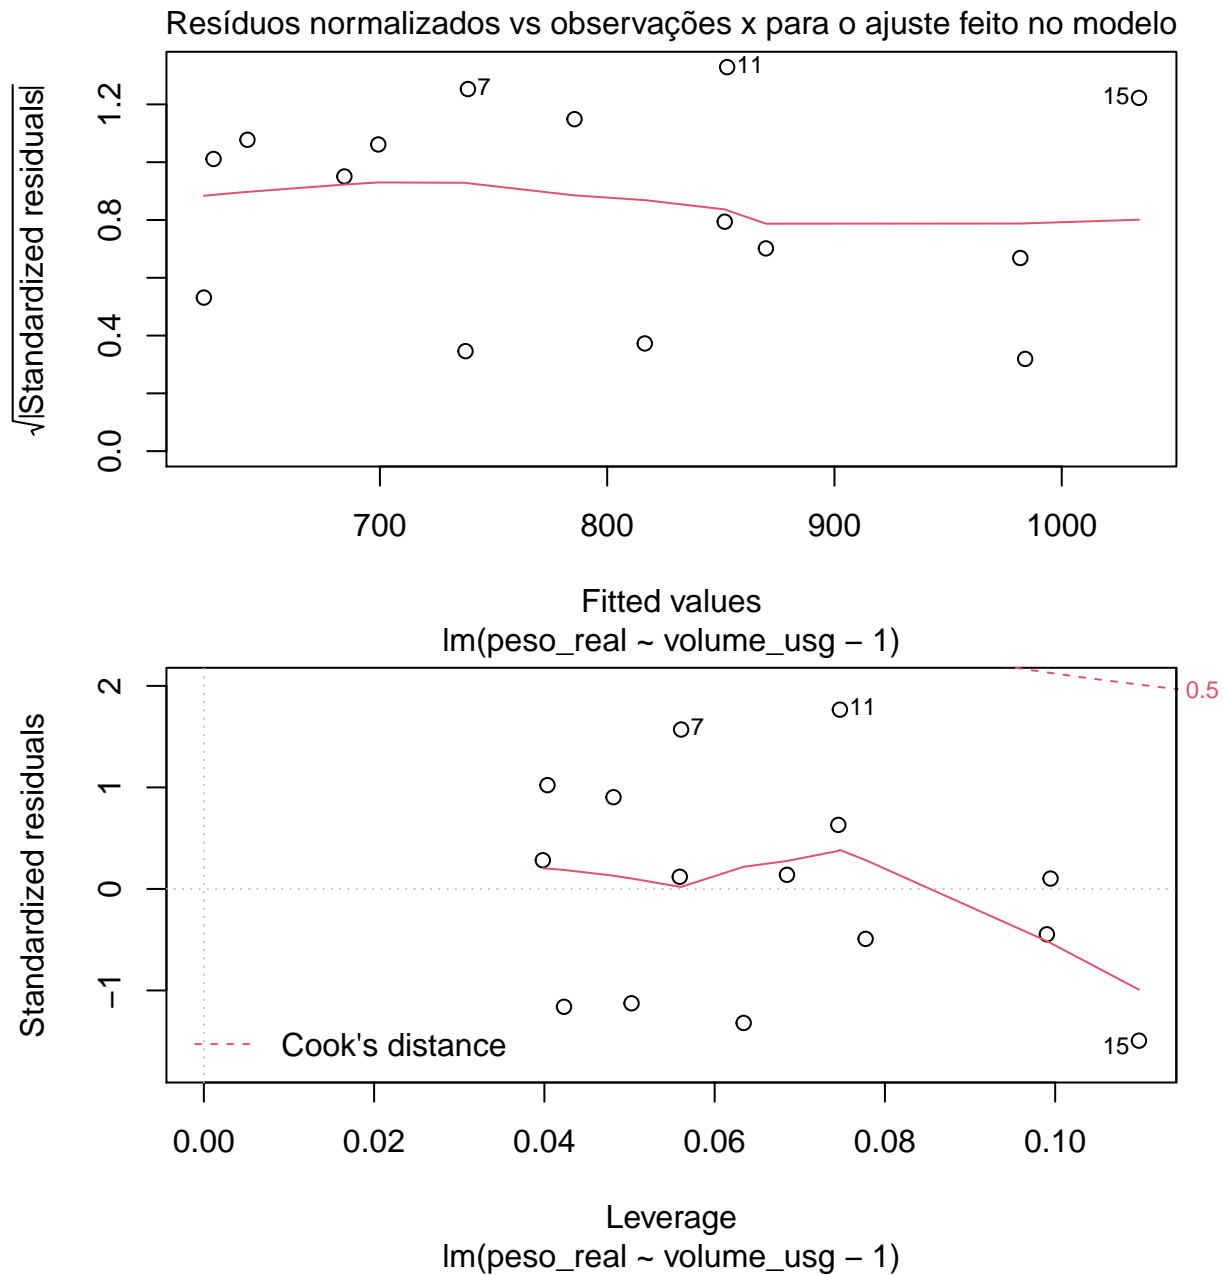 Resíduos normalizados vs observações x para o ajuste feito no modelo
√|Standardized residuals|
1.2
0.8
0.4
0.0
7
11
15
700 800 900 1000
Fitted values
lm(peso_real ~ volume_usg − 1)
Standardized residuals
2
1
0
−1
0.5
7
11
15
Cook's distance
0.00 0.02 0.04 0.06 0.08 0.10
Leverage
lm(peso_real ~ volume_usg − 1)